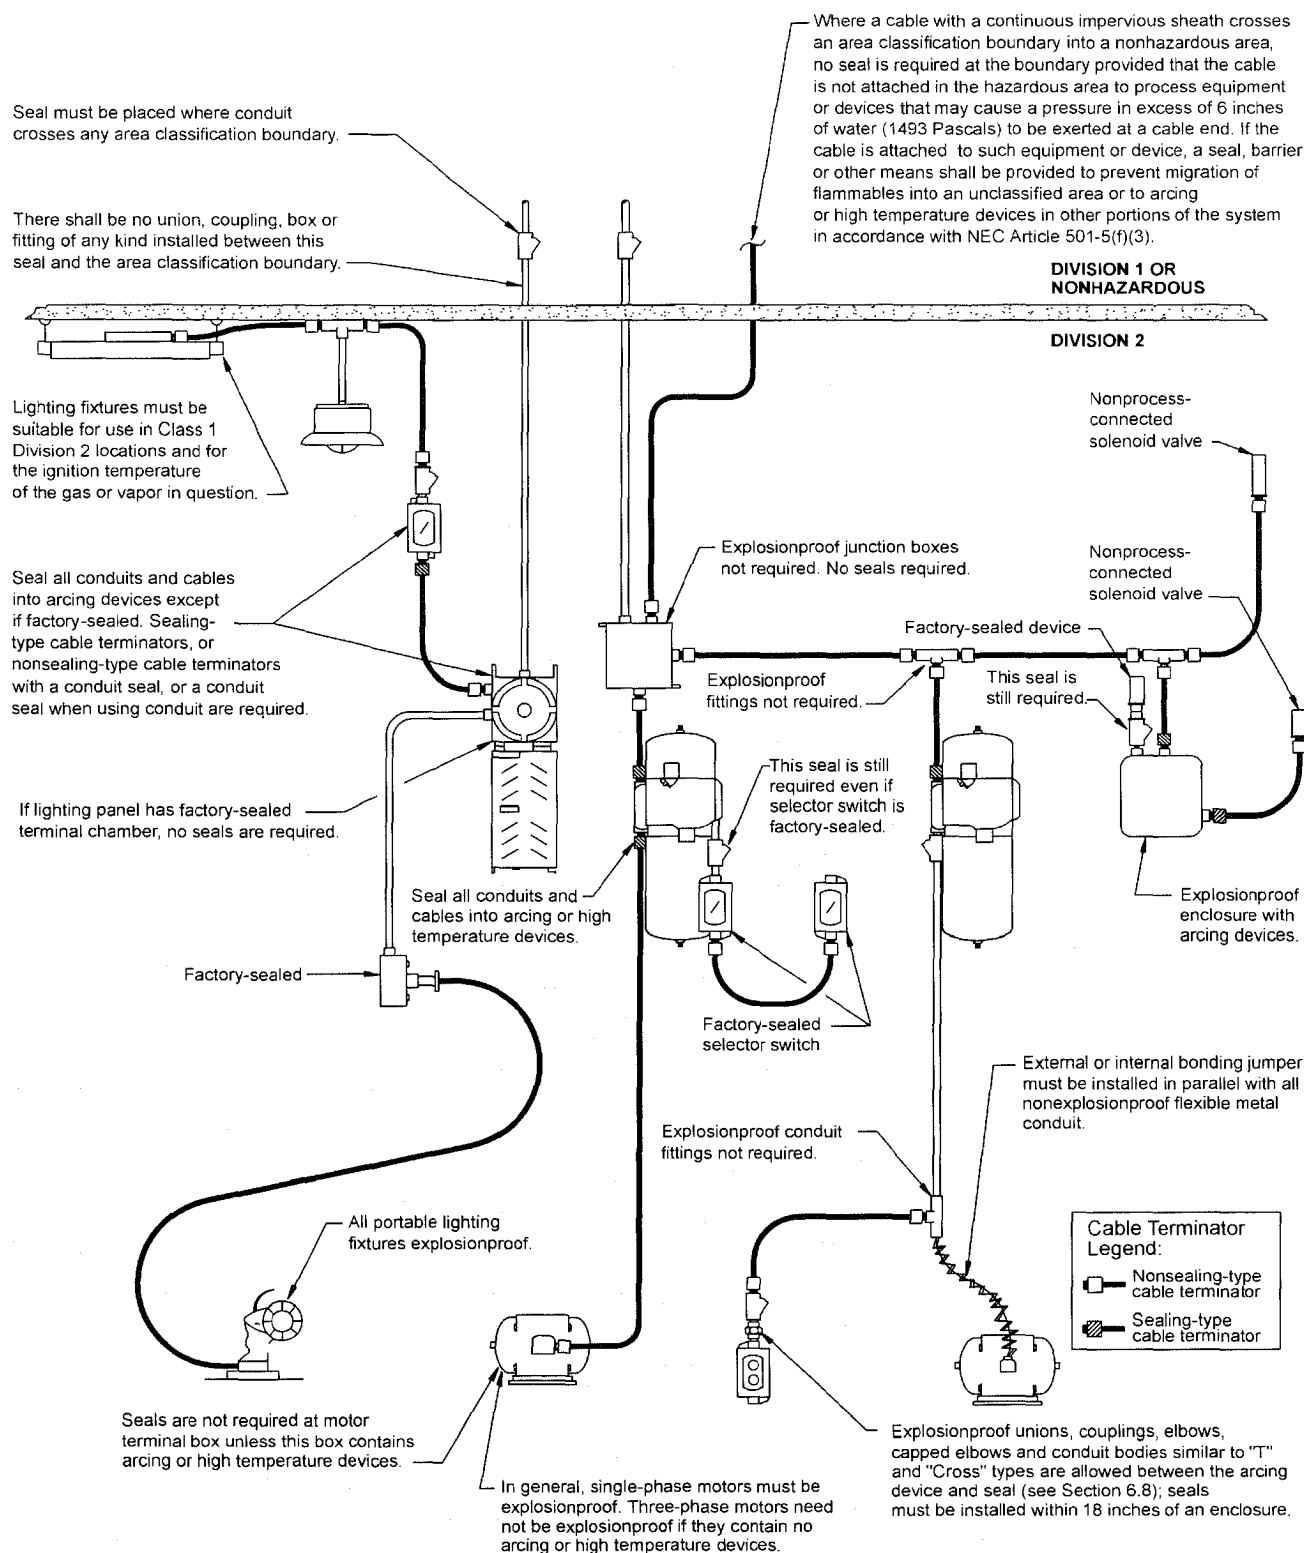 Where a cable with a continuous impervious sheath crosses
an area classification boundary into a nonhazardous area,
no seal is required at the boundary provided that the cable
is not attached in the hazardous area to process equipment
or devices that may cause a pressure in excess of 6 inches
of water (1493 Pascals) to be exerted at a cable end. If the
cable is attached to such equipment or device, a seal, barrier
or other means shall be provided to prevent migration of
flammables into an unclassified area or to arcing
or high temperature devices in other portions of the system
in accordance with NEC Article 501-5(f)(3).
Seal must be placed where conduit
crosses any area classification boundary.
There shall be no union, coupling, box or
fitting of any kind installed between this
seal and the area classification boundary.
DIVISION 1 OR
NONHAZARDOUS
DIVISION 2
Lighting fixtures must be
suitable for use in Class 1
Division 2 locations and for
the ignition temperature
of the gas or vapor in question.
Nonprocess-
connected
solenoid valve
Explosionproof junction boxes
not required. No seals required.
Nonprocess-
connected
solenoid valve
Seal all conduits and cables
into arcing devices except
if factory-sealed. Sealing-
type cable terminators, or
nonsealing-type cable terminators
with a conduit seal, or a conduit
seal when using conduit are required.
Factory-sealed device
Explosionproof
fittings not required.
This seal is
still required.
If lighting panel has factory-sealed
terminal chamber, no seals are required.
This seal is still
required even if
selector switch is
factory-sealed.
Seal all conduits and
cables into arcing or high
temperature devices.
Explosionproof
enclosure with
arcing devices.
Factory-sealed
Factory-sealed
selector switch
External or internal bonding jumper
must be installed in parallel with all
nonexplosionproof flexible metal
conduit.
Explosionproof conduit
fittings not required.
All portable lighting
fixtures explosionproof.
Cable Terminator
Legend:
Nonsealing-type
cable terminator
Sealing-type
cable terminator
Seals are not required at motor
terminal box unless this box contains
arcing or high temperature devices.
In general, single-phase motors must be
explosionproof. Three-phase motors need
not be explosionproof if they contain no
arcing or high temperature devices.
Explosionproof unions, couplings, elbows,
capped elbows and conduit bodies similar to "T"
and "Cross" types are allowed between the arcing
device and seal (see Section 6.8); seals
must be installed within 18 inches of an enclosure.